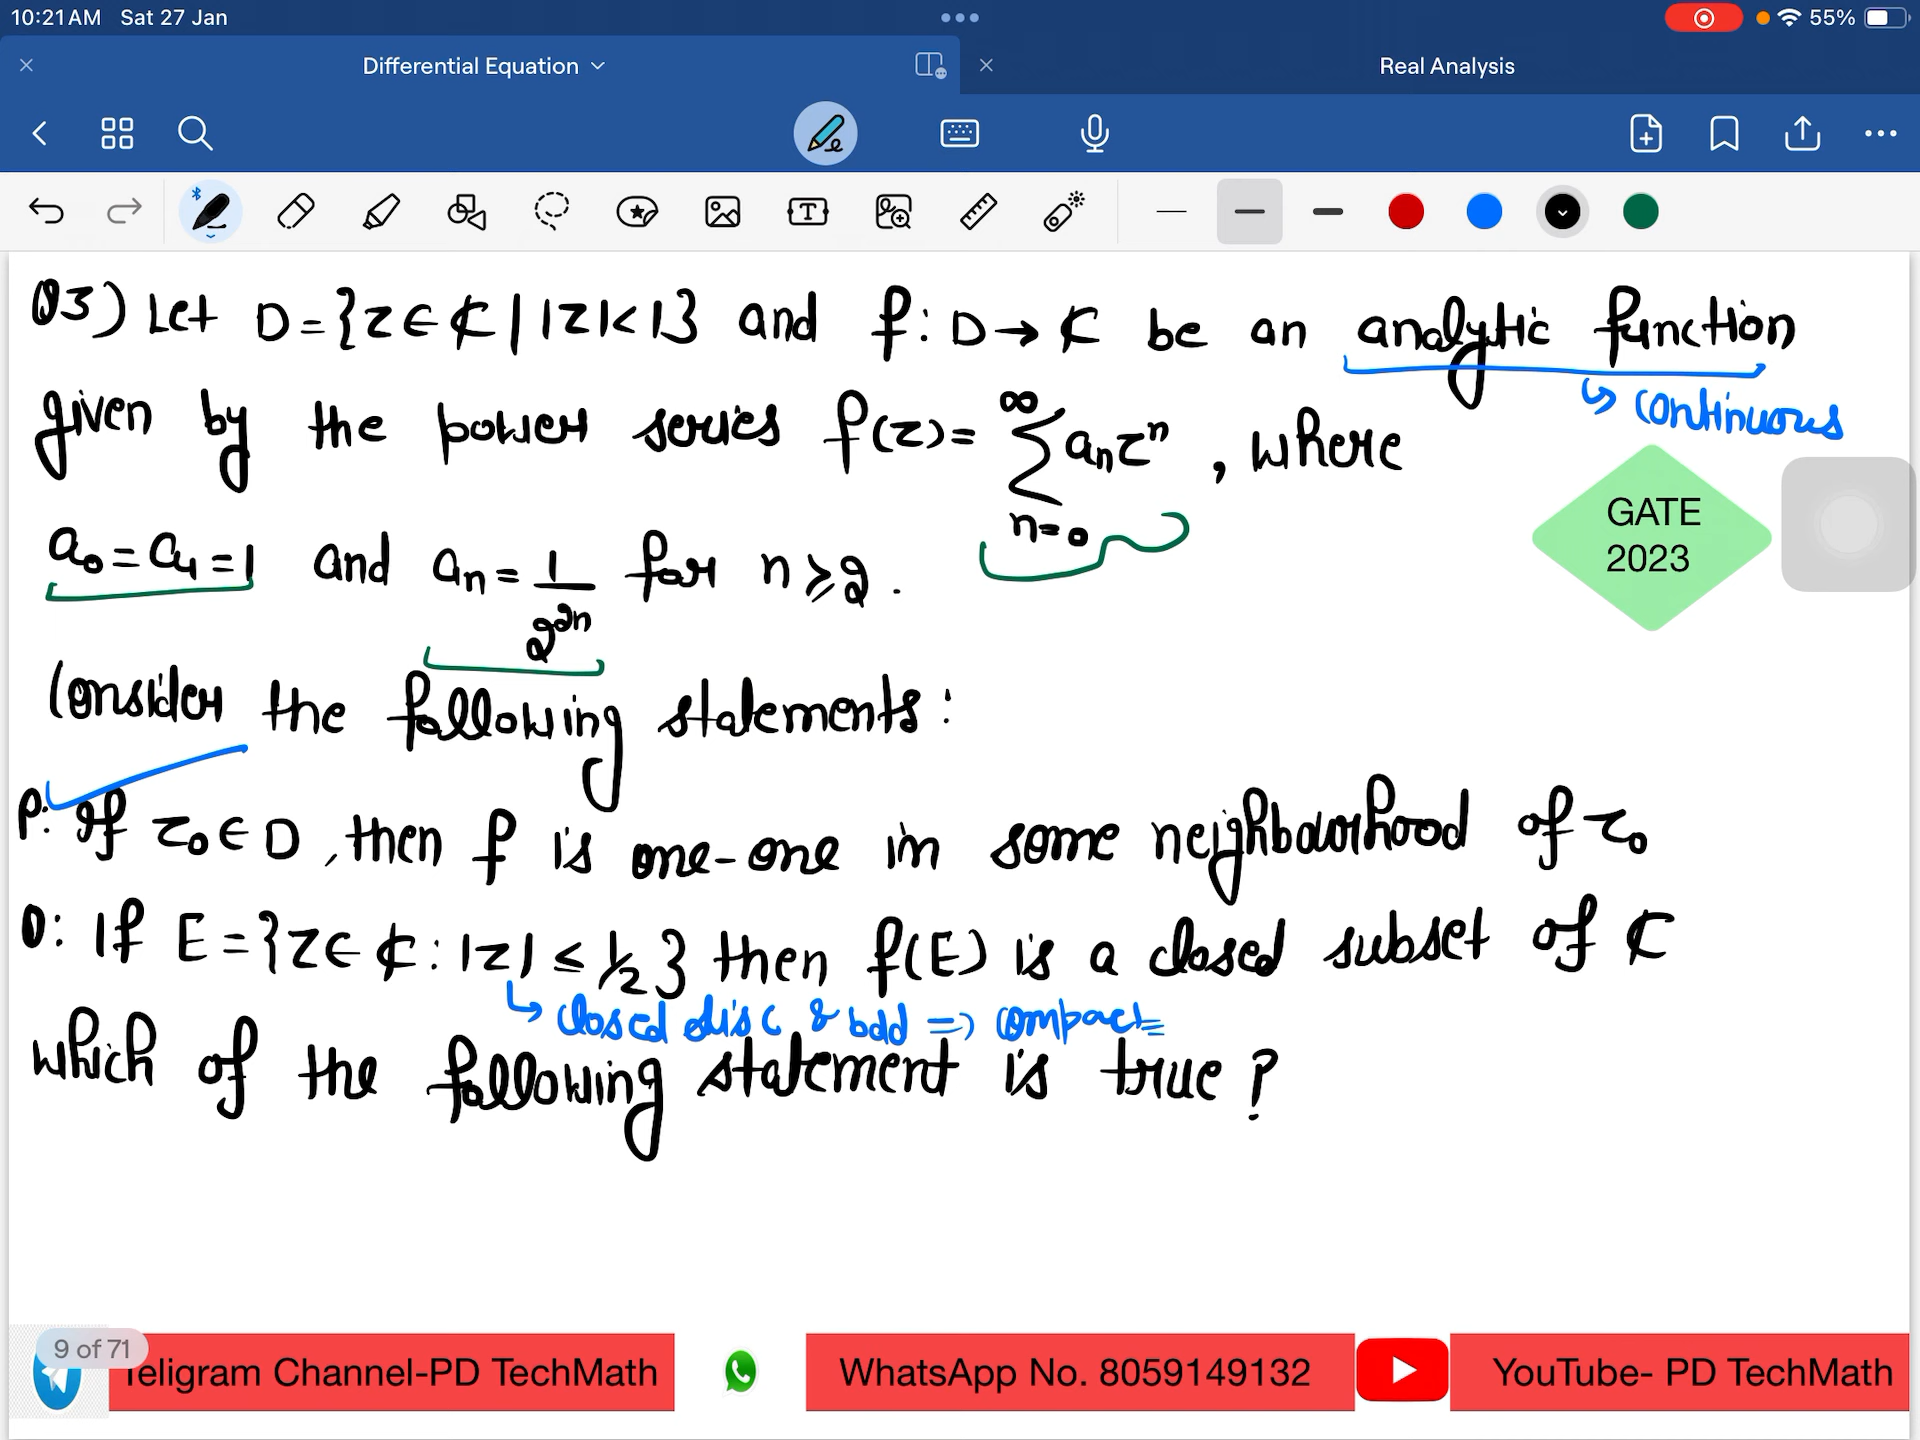 10:21 AM Sat 27 Jan
55%
Differential Equation
Real Analysis
Q3) Let D = {z ∈ ℂ | |z| < 1} and f: D → ℂ be an analytic function
↳ continuous
given by the power series f(z) = ∑_{n=0}^{∞} a_n z^n , where
GATE
2023
a_0 = a_1 = 1 and a_n = 1/2^{2n} for n ≥ 2 .
Consider the following statements :
P: If z_0 ∈ D , then f is one-one in some neighbourhood of z_0
Q: If E = {z ∈ ℂ : |z| ≤ 1/2} then f(E) is a closed subset of ℂ
↳ closed disc & bdd ⇒ compact
which of the following statement is true ?
9 of 71
Teligram Channel-PD TechMath
WhatsApp No. 8059149132
YouTube- PD TechMath